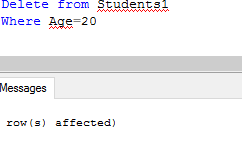 Delete from Students1
Where Age=20
Messages
row(s) affected)